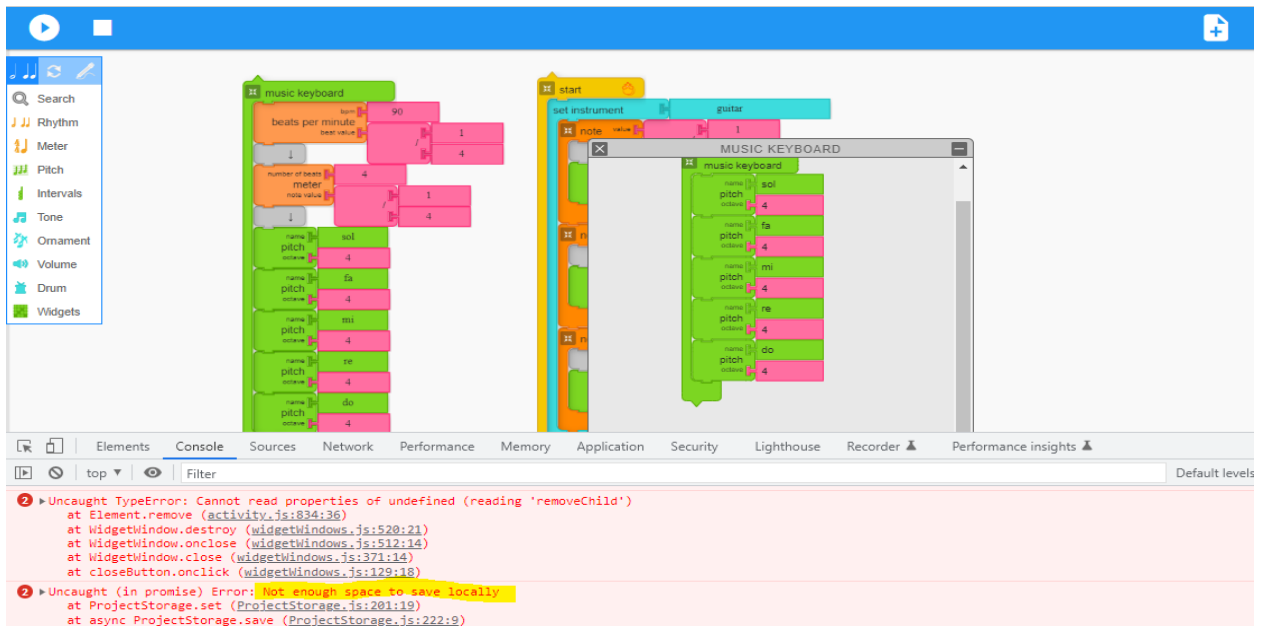 Search
Rhythm
Meter
Pitch
Intervals
Tone
Ornament
Volume
Drum
Widgets
music keyboard
bpm 90
beats per minute
beat value 1
/
4
number of beats 4
meter
note value 1
/
4
name sol
pitch
octave 4
name fa
pitch
octave 4
name mi
pitch
octave 4
name re
pitch
octave 4
name do
pitch
octave 4
start
set instrument guitar
note value 1
n
n
MUSIC KEYBOARD
music keyboard
name sol
pitch
octave 4
name fa
pitch
octave 4
name mi
pitch
octave 4
name re
pitch
octave 4
name do
pitch
octave 4
Elements Console Sources Network Performance Memory Application Security Lighthouse Recorder Performance insights
top Filter Default levels
2 Uncaught TypeError: Cannot read properties of undefined (reading 'removeChild')
at Element.remove (activity.js:834:36)
at WidgetWindow.destroy (widgetWindows.js:520:21)
at WidgetWindow.onclose (widgetWindows.js:512:14)
at WidgetWindow.close (widgetWindows.js:371:14)
at closeButton.onclick (widgetWindows.js:129:18)
2 Uncaught (in promise) Error: Not enough space to save locally
at ProjectStorage.set (ProjectStorage.js:201:19)
at async ProjectStorage.save (ProjectStorage.js:222:9)